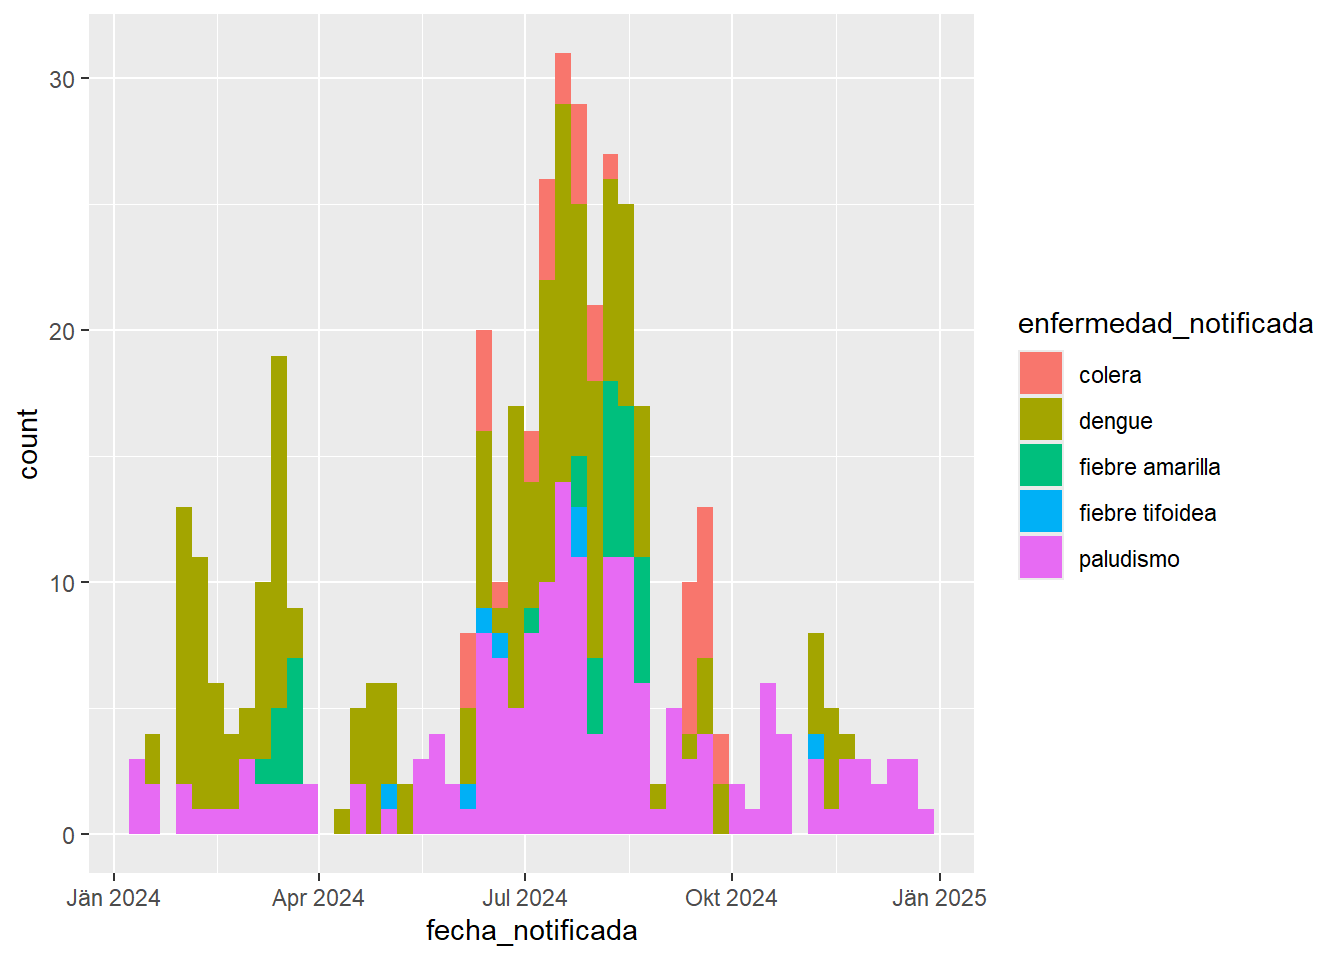 30
20
10
0
count
Jän 2024
Apr 2024
Jul 2024
Okt 2024
Jän 2025
fecha_notificada
enfermedad_notificada
colera
dengue
fiebre amarilla
fiebre tifoidea
paludismo